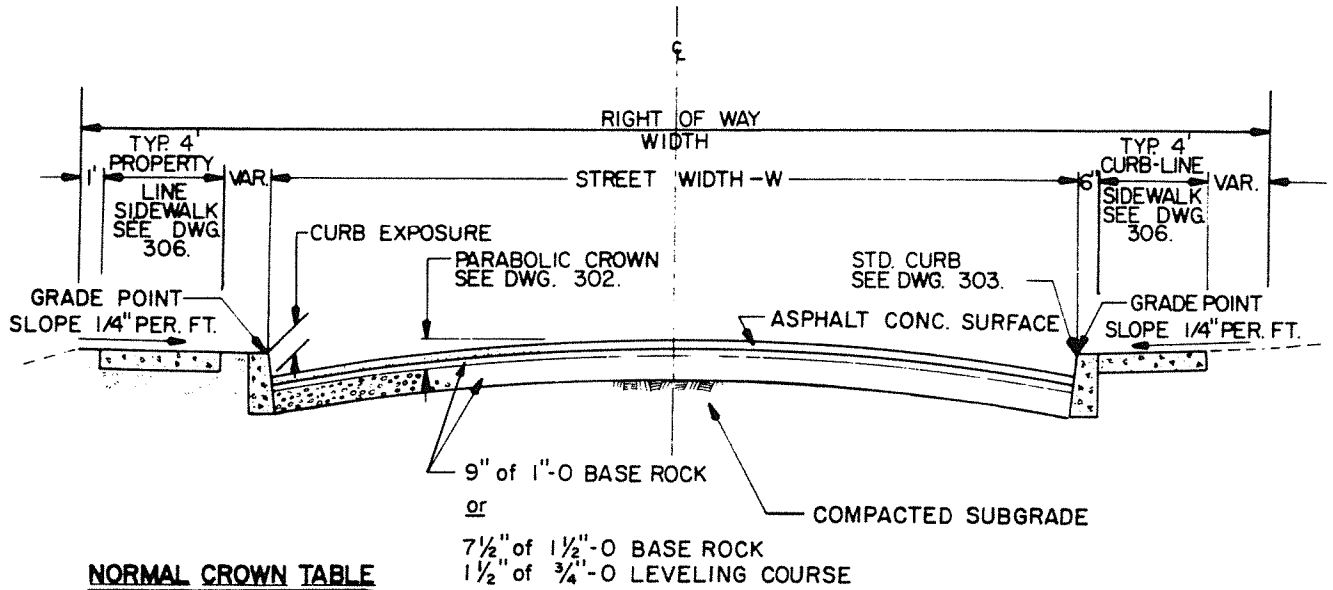 ℄
RIGHT OF WAY
WIDTH
1'
TYP. 4'
PROPERTY
LINE
SIDEWALK
SEE DWG.
306.
VAR.
STREET WIDTH-W
6"
TYP. 4'
CURB-LINE
SIDEWALK
SEE DWG.
306.
VAR.
CURB EXPOSURE
PARABOLIC CROWN
SEE DWG. 302.
STD. CURB
SEE DWG. 303.
GRADE POINT
SLOPE 1/4" PER. FT.
ASPHALT CONC. SURFACE
GRADE POINT
SLOPE 1/4" PER. FT.
9" of 1"-O BASE ROCK
or
7½" of 1½"-O BASE ROCK
1½" of ¾"-O LEVELING COURSE
COMPACTED SUBGRADE
NORMAL CROWN TABLE